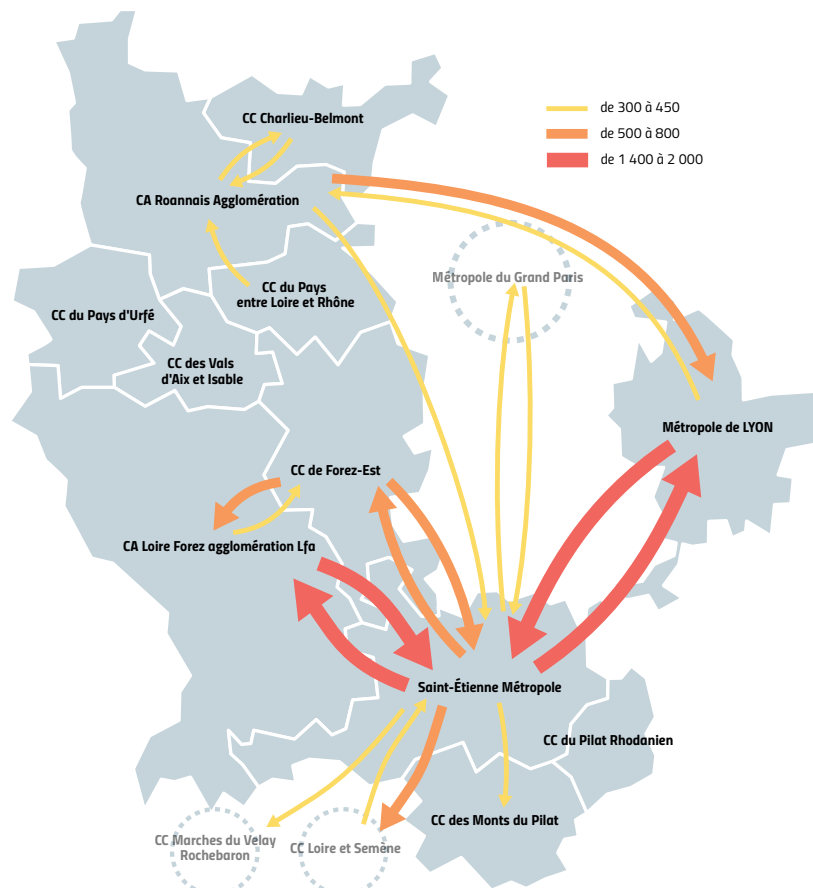 CC Charlieu-Belmont
de 300 à 450
de 500 à 800
de 1 400 à 2 000
CA Roannais Agglomération
Métropole du Grand Paris
CC du Pays
entre Loire et Rhône
CC du Pays d'Urfé
CC des Vals
d'Aix et Isable
Métropole de LYON
CC de Forez-Est
CA Loire Forez agglomération Lfa
Saint-Étienne Métropole
CC du Pilat Rhodanien
CC des Monts du Pilat
CC Marches du Velay
Rochebaron
CC Loire et Semène